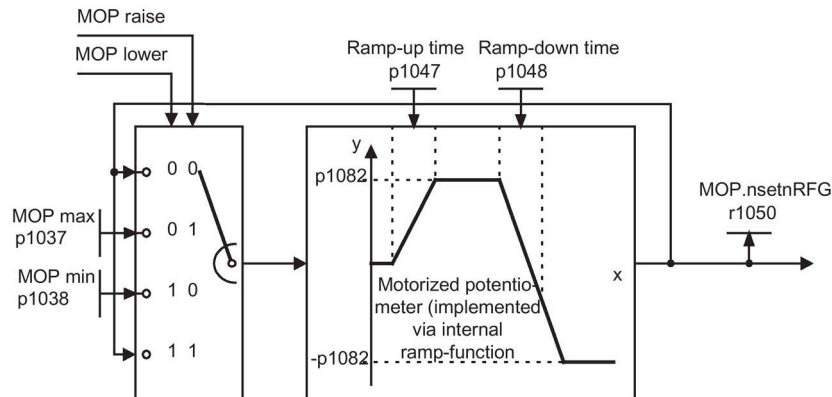 MOP raise
MOP lower
Ramp-up time
p1047
Ramp-down time
p1048
y
p1082
0 0
MOP max
p1037
0 1
MOP min
p1038
1 0
1 1
MOP.nsetnRFG
r1050
x
Motorized potentio-
meter (implemented
via internal
ramp-function
-p1082